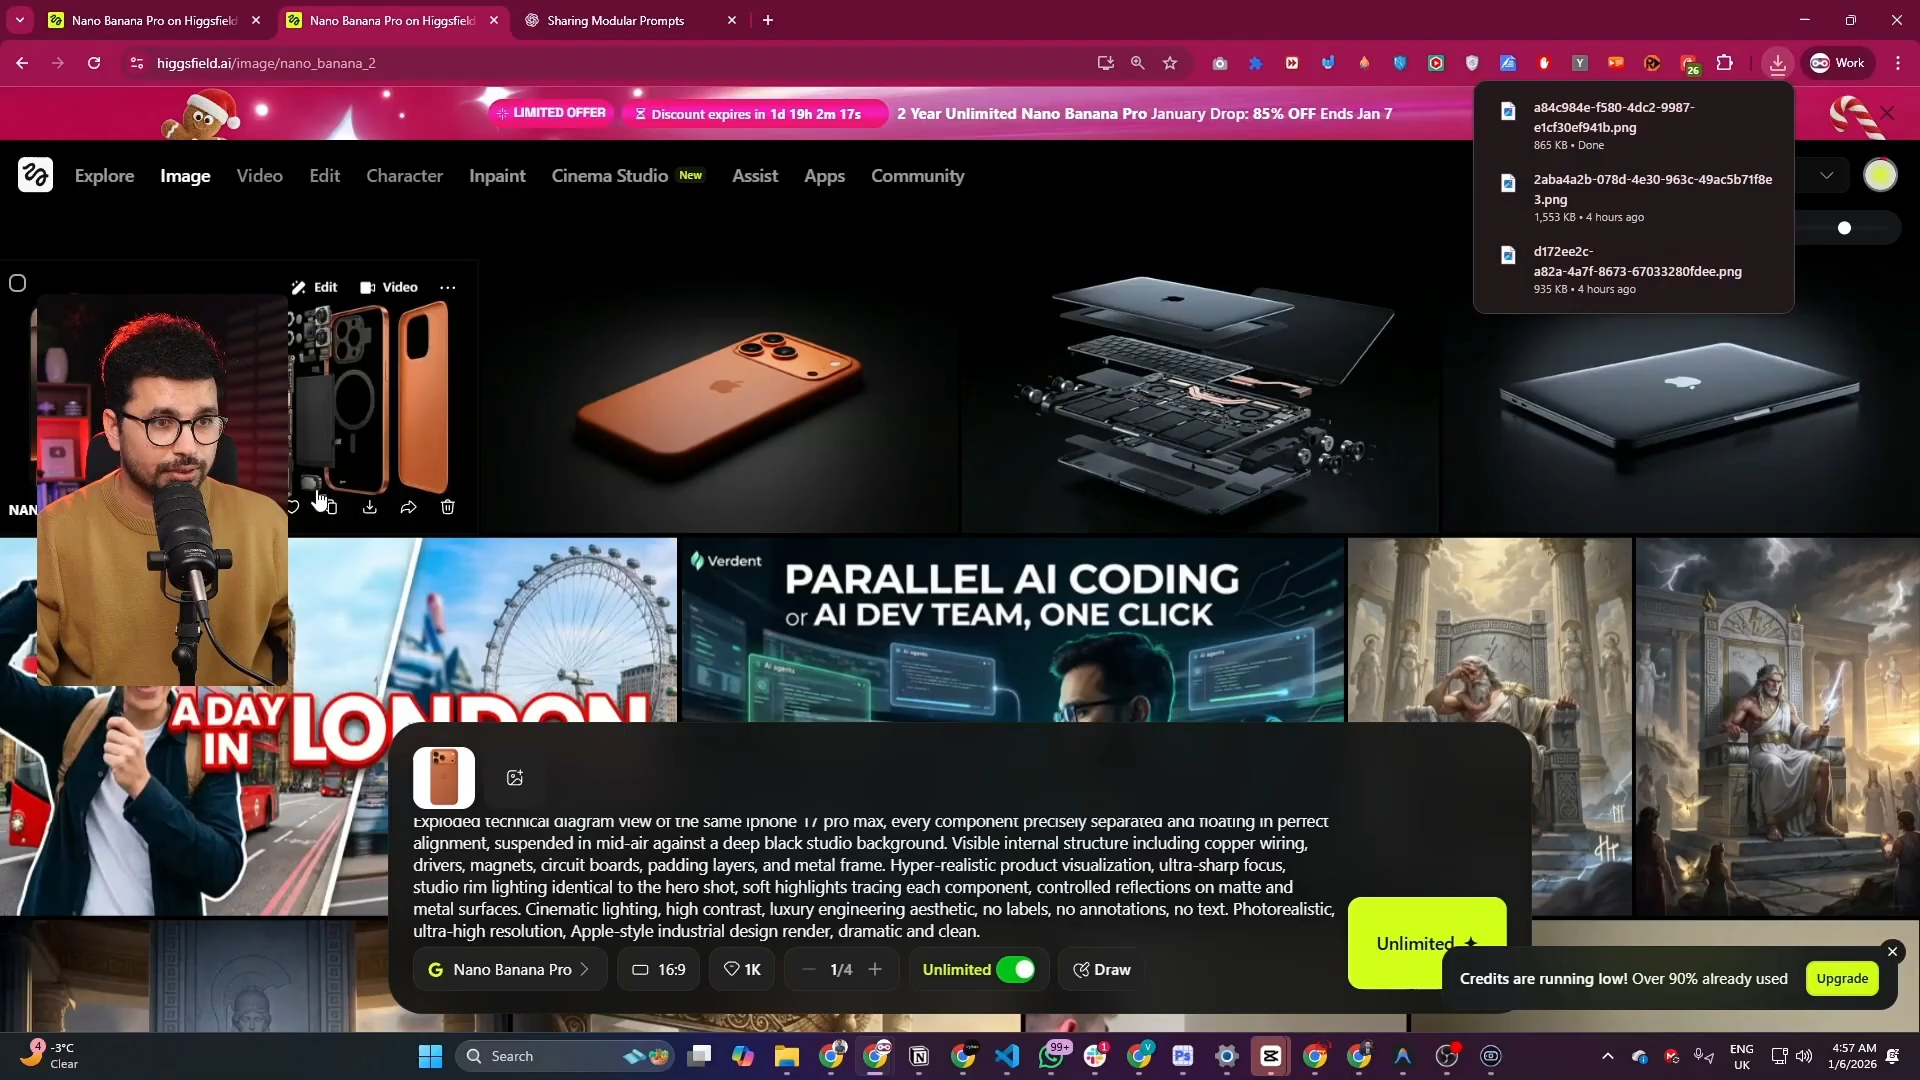 Nano Banana Pro on Higgsfield
Nano Banana Pro on Higgsfield
Sharing Modular Prompts
higgsfield.ai/image/nano_banana_2
26
Work
LIMITED OFFER
Discount expires in 1d 19h 2m 17s
2 Year Unlimited Nano Banana Pro January Drop: 85% OFF Ends Jan 7
a84c984e-f580-4dc2-9987-
e1cf30ef941b.png
865 KB • Done
2aba4a2b-078d-4e30-963c-49ac5b71f8e
3.png
1,553 KB • 4 hours ago
d172ee2c-
a82a-4a7f-8673-67033280fdee.png
935 KB • 4 hours ago
Explore
Image
Video
Edit
Character
Inpaint
Cinema Studio
New
Assist
Apps
Community
Edit
Video
NAN
Verdent
PARALLEL AI CODING
or AI DEV TEAM, ONE CLICK
AI agents
AI agents
AI agents
A DAY
IN
LONDON
Exploded technical diagram view of the same iphone 17 pro max, every component precisely separated and floating in perfect
alignment, suspended in mid-air against a deep black studio background. Visible internal structure including copper wiring,
drivers, magnets, circuit boards, padding layers, and metal frame. Hyper-realistic product visualization, ultra-sharp focus,
studio rim lighting identical to the hero shot, soft highlights tracing each component, controlled reflections on matte and
metal surfaces. Cinematic lighting, high contrast, luxury engineering aesthetic, no labels, no annotations, no text. Photorealistic,
ultra-high resolution, Apple-style industrial design render, dramatic and clean.
Nano Banana Pro
16:9
1K
1/4
Unlimited
Draw
Unlimited
Credits are running low! Over 90% already used
Upgrade
4
-3°C
Clear
Search
99+
1
ENG
UK
4:57 AM
1/6/2026